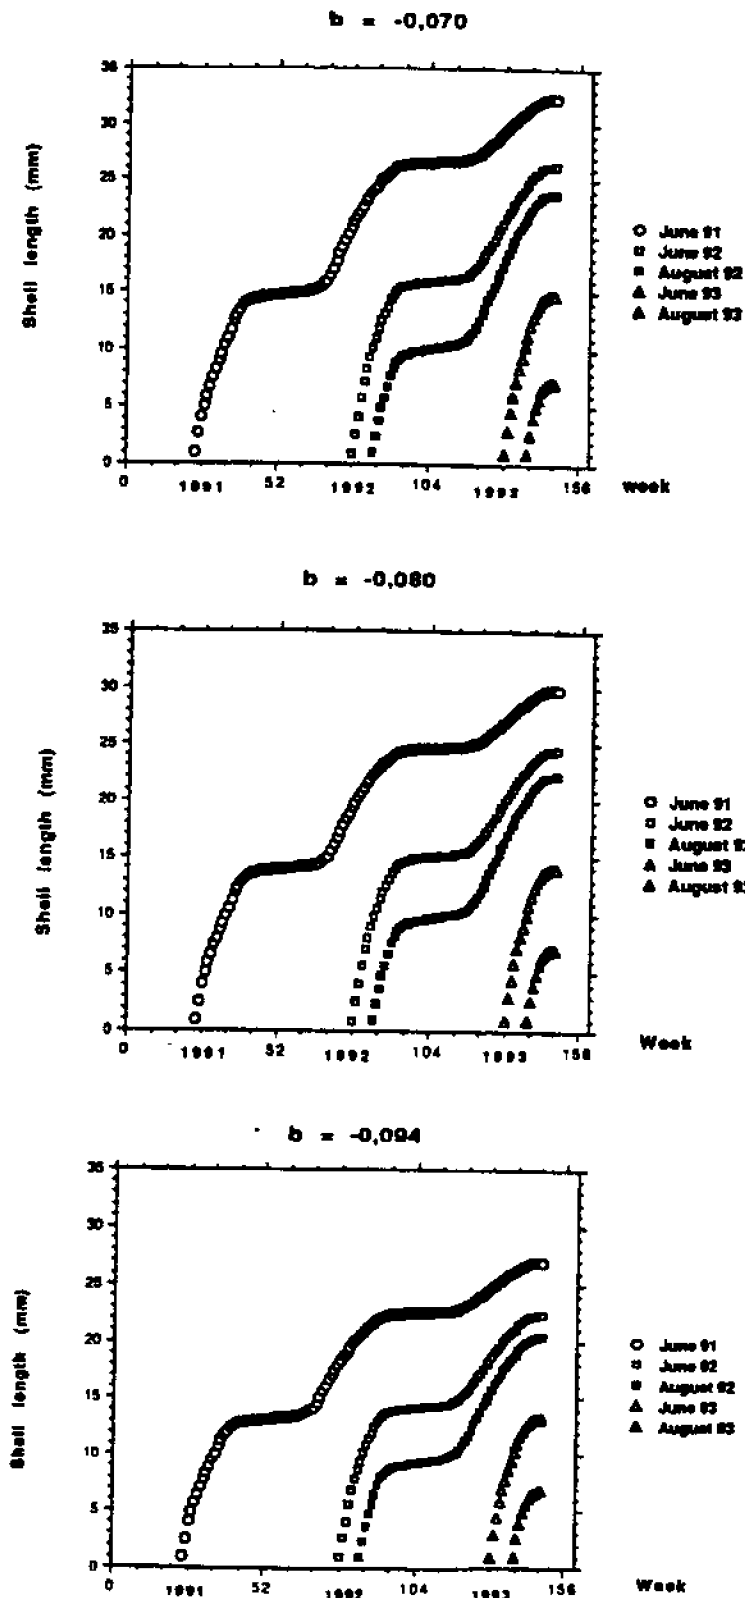 b = -0,070
35
30
25
20
15
10
5
0
Shell length (mm)
0 1991 52 1992 104 1993 156 week
June 91
June 92
August 92
June 93
August 93
b = -0,080
35
30
25
20
15
10
5
0
Shell length (mm)
0 1991 52 1992 104 1993 156 Week
June 91
June 92
August 92
June 93
August 93
b = -0,094
35
30
25
20
15
10
5
0
Shell length (mm)
0 1991 52 1992 104 1993 156 Week
June 91
June 92
August 92
June 93
August 93